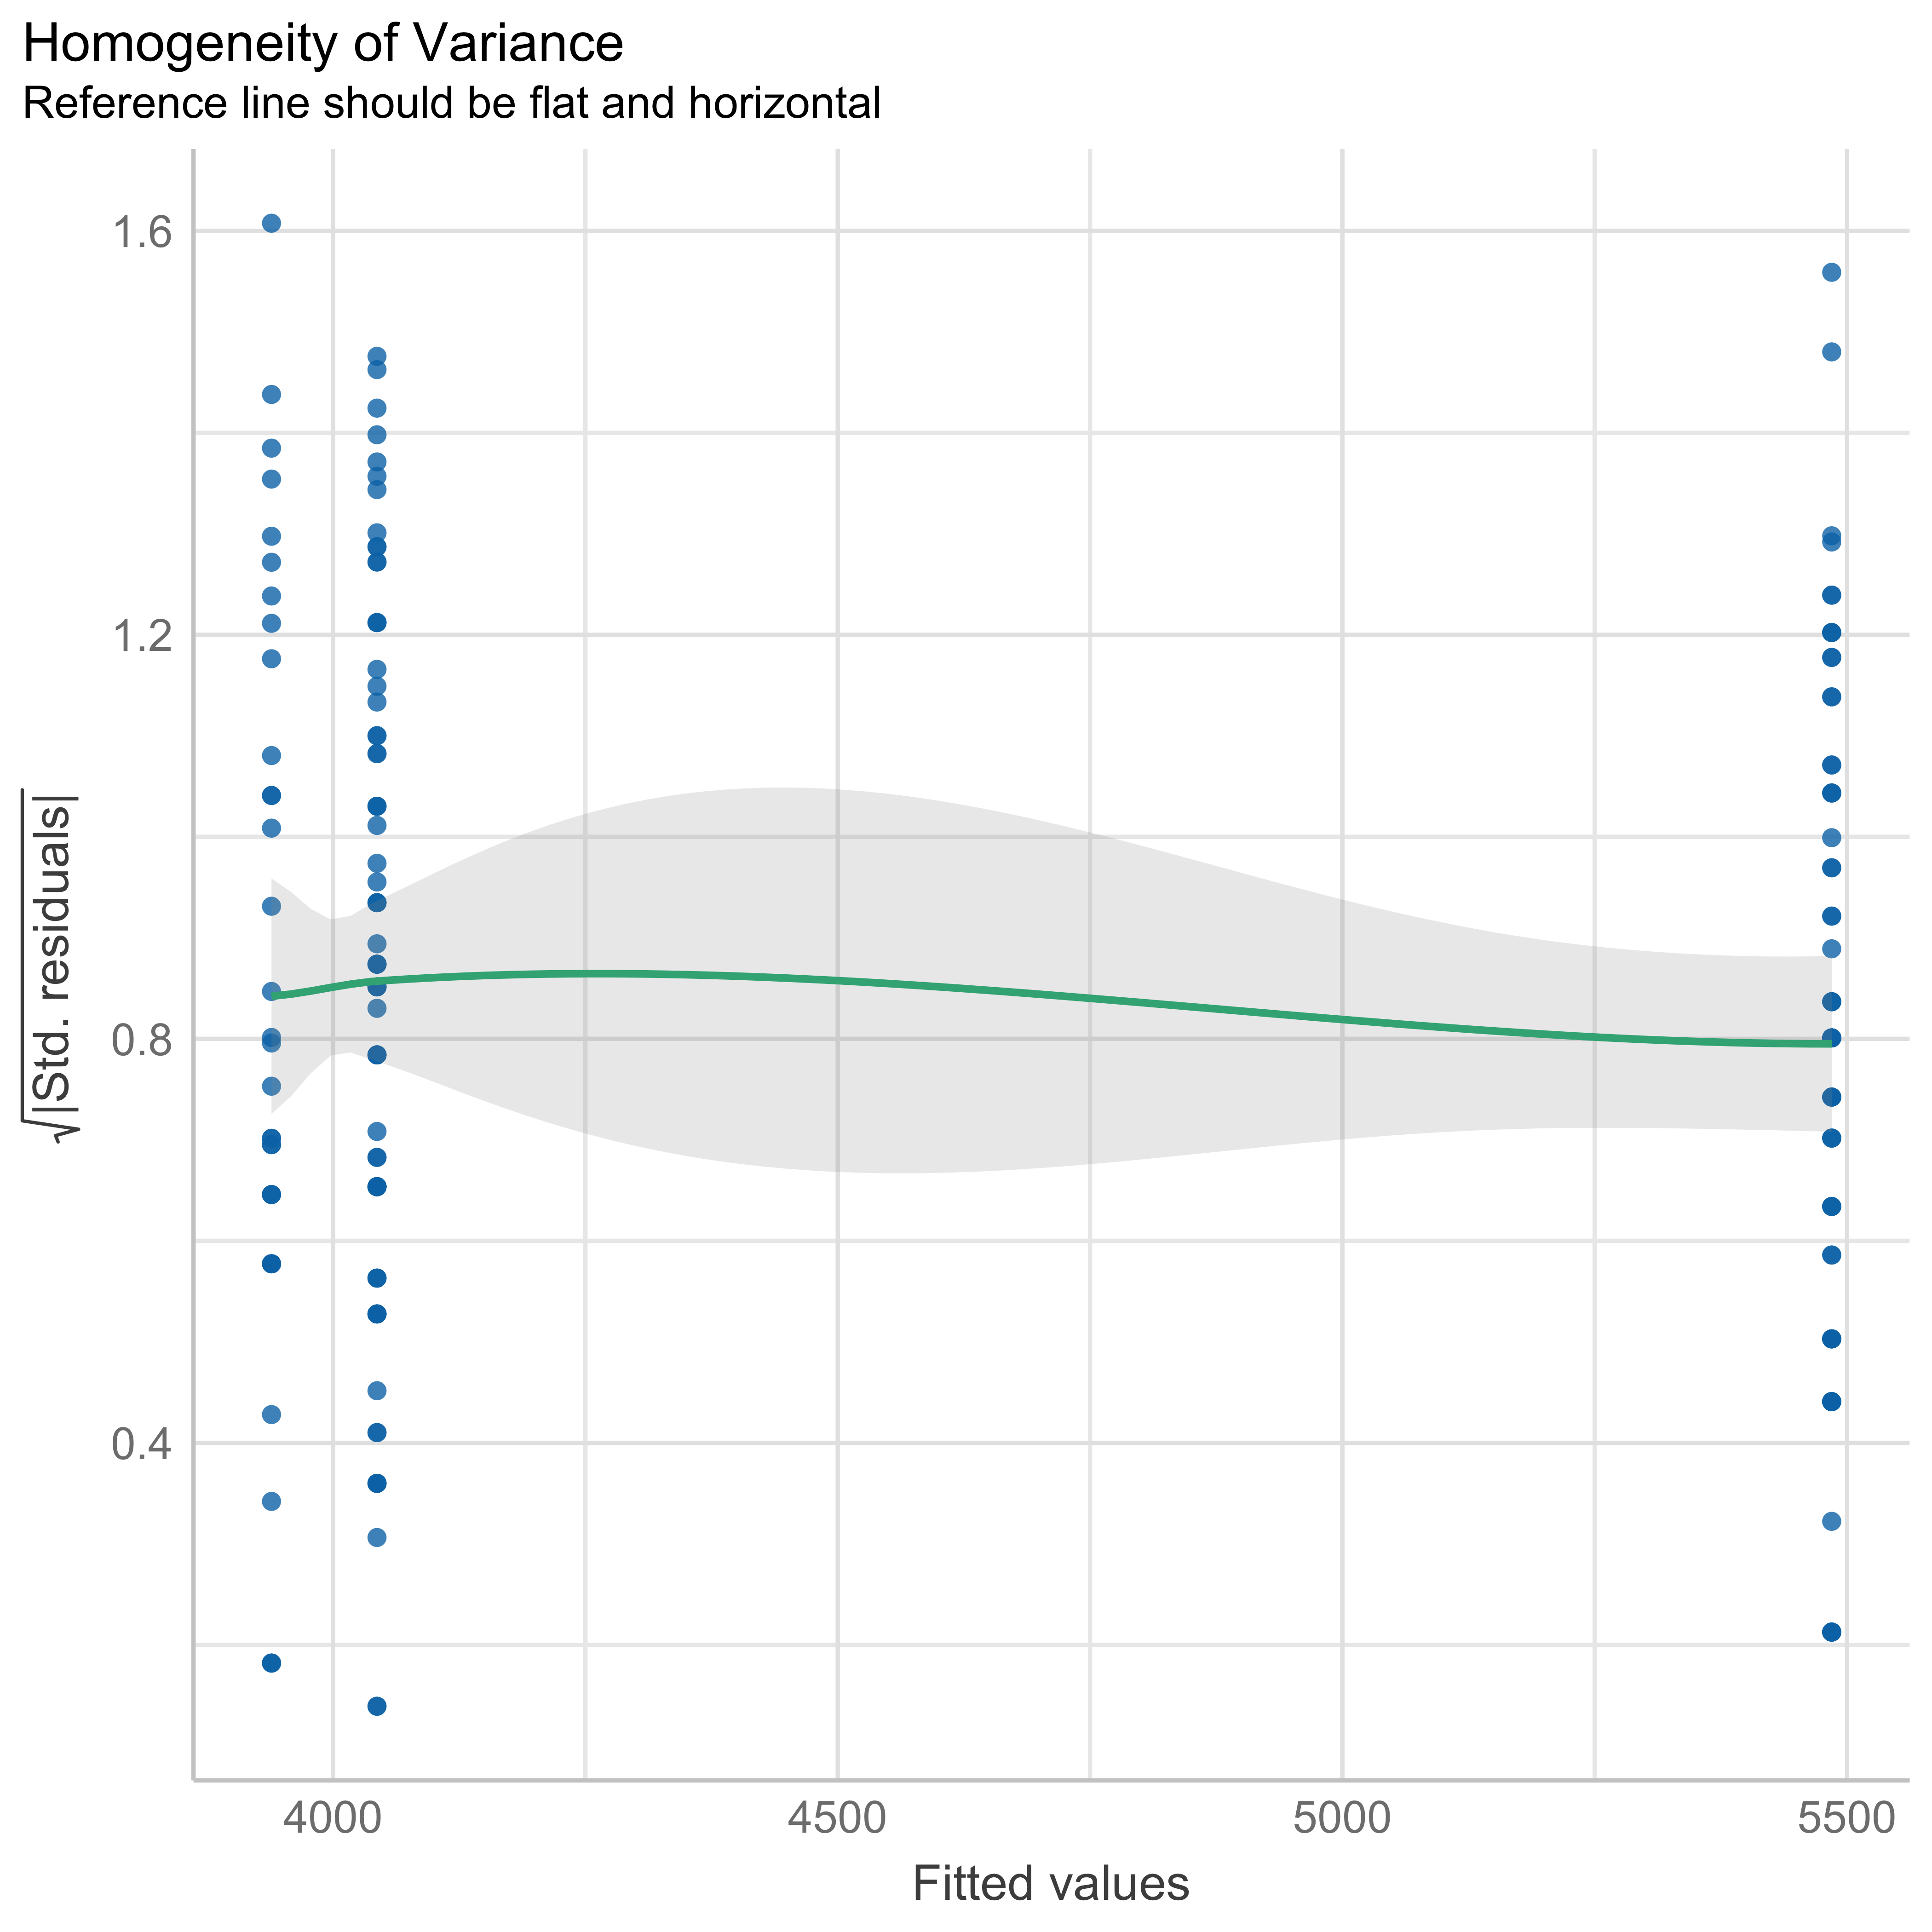 Homogeneity of Variance
Reference line should be flat and horizontal
1.6
1.2
0.8
0.4
√|Std. residuals|
4000 4500 5000 5500
Fitted values